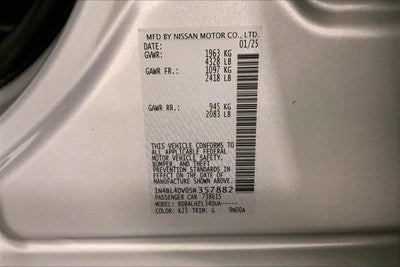 MFD BY NISSAN MOTOR CO., LTD.
DATE: 01/25
GVWR: 1963 KG
4328 LB
GAWR FR.: 1097 KG
2418 LB
GAWR RR.: 945 KG
2083 LB
THIS VEHICLE CONFORMS TO
ALL APPLICABLE FEDERAL
MOTOR VEHICLE SAFETY,
BUMPER, AND THEFT
PREVENTION STANDARDS
IN EFFECT ON THE DATE OF
MANUFACTURE SHOWN ABOVE.
1N4BL4DV0SN357882
PASSENGER CAR 738615
MODEL:
COLOR: K23 TRIM: G 9N00A